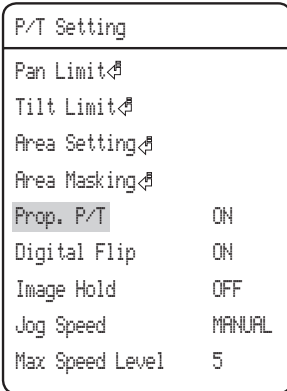 P/T Setting
Pan Limit⏎
Tilt Limit⏎
Area Setting⏎
Area Masking⏎
Prop. P/T ON
Digital Flip ON
Image Hold OFF
Jog Speed MANUAL
Max Speed Level 5